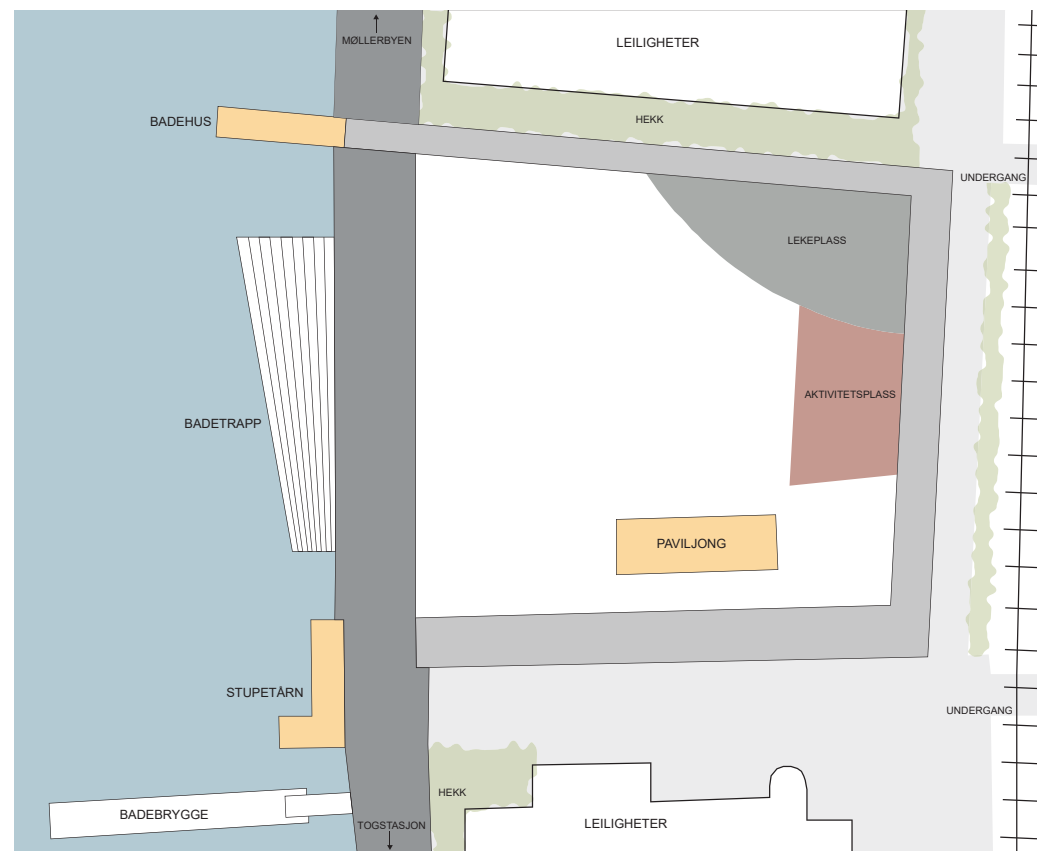 LEILIGHETER
MØLLERBYEN
BADEHUS
HEKK
UNDERGANG
LEKEPLASS
AKTIVITETSPLASS
BADETRAPP
PAVILJONG
STUPETÅRN
UNDERGANG
HEKK
BADEBRYGGE
TOGSTASJON
LEILIGHETER